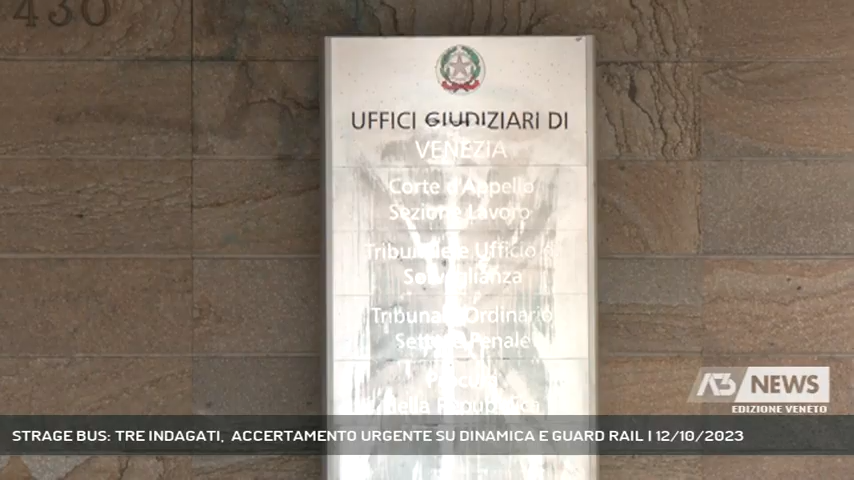 430
UFFICI GIUDIZIARI DI
VENEZIA
Corte d'Appello
Sezione Lavoro
Tribunale e Ufficio di
Sorveglianza
Tribunale Ordinario
Settore Penale
Procura
della Repubblica
A3 NEWS
EDIZIONE VENETO
STRAGE BUS: TRE INDAGATI, ACCERTAMENTO URGENTE SU DINAMICA E GUARD RAIL | 12/10/2023